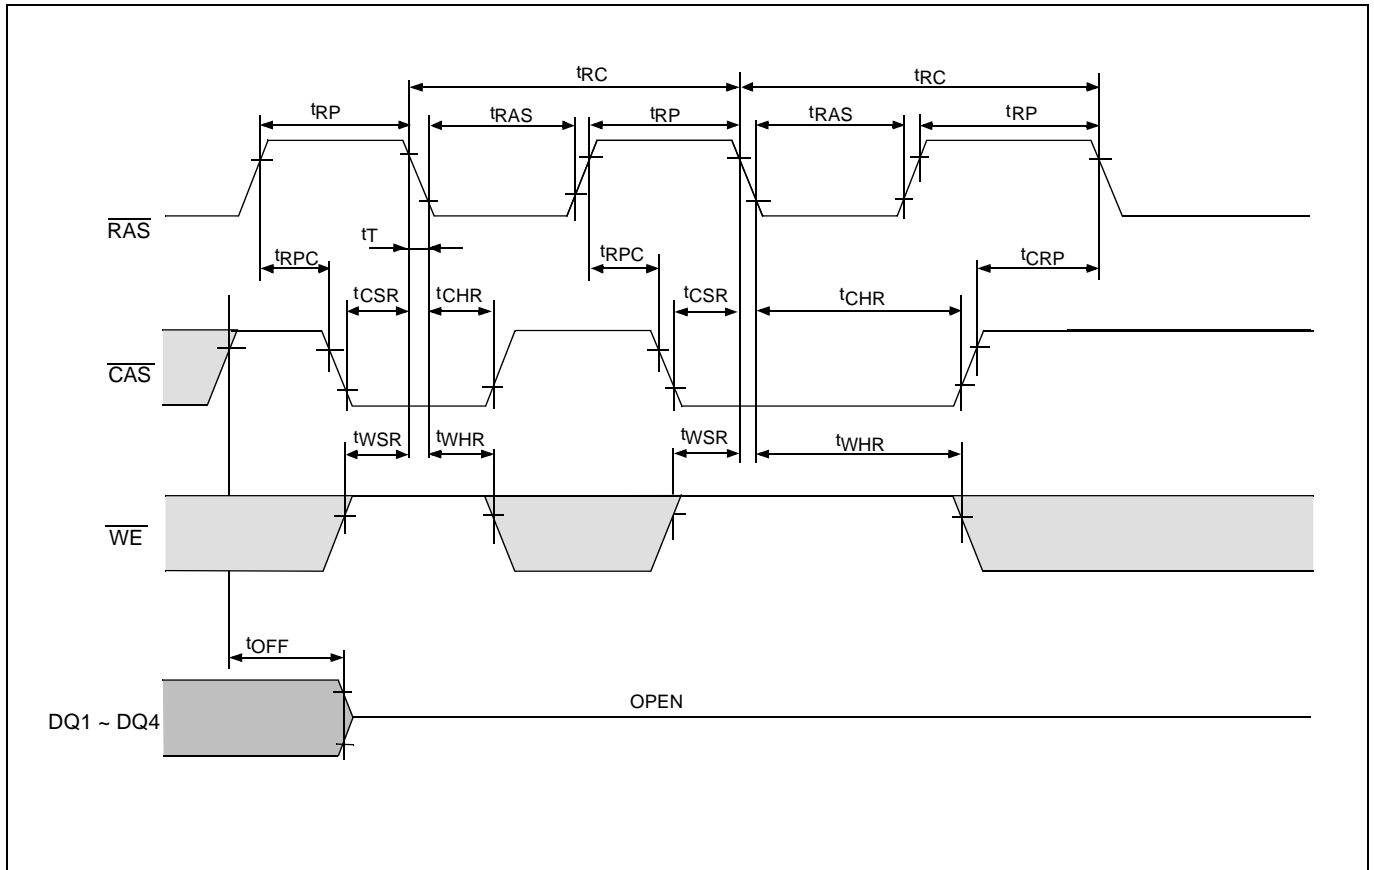 tRC tRC
tRP tRAS tRP tRAS tRP
RAS
tT
tRPC tRPC tCRP
tCSR tCHR tCSR tCHR
CAS
tWSR tWHR tWSR tWHR
WE
tOFF
OPEN
DQ1 ~ DQ4